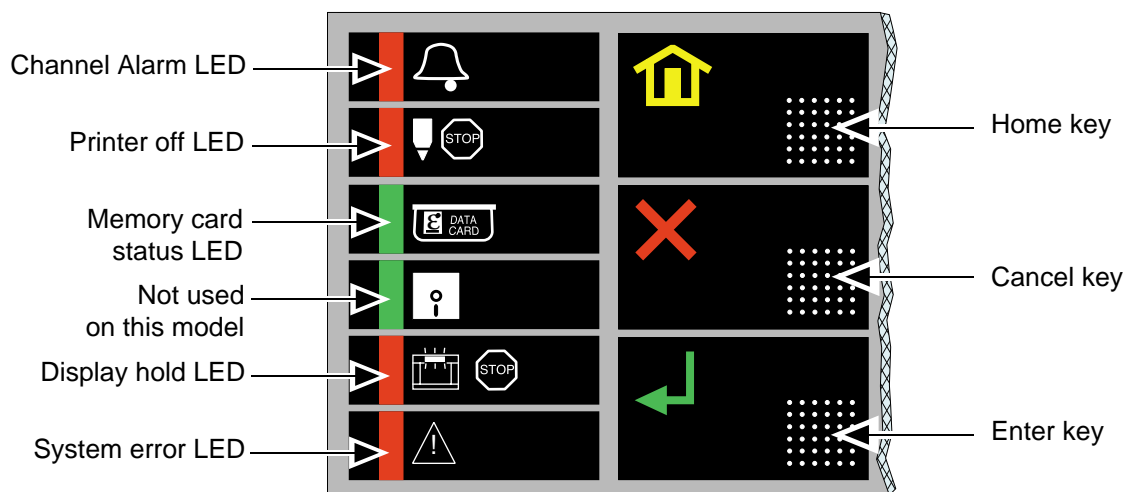 Channel Alarm LED
Printer off LED
STOP
Memory card
status LED
ε DATA
CARD
Not used
on this model
Display hold LED
STOP
System error LED
!
Home key
Cancel key
Enter key